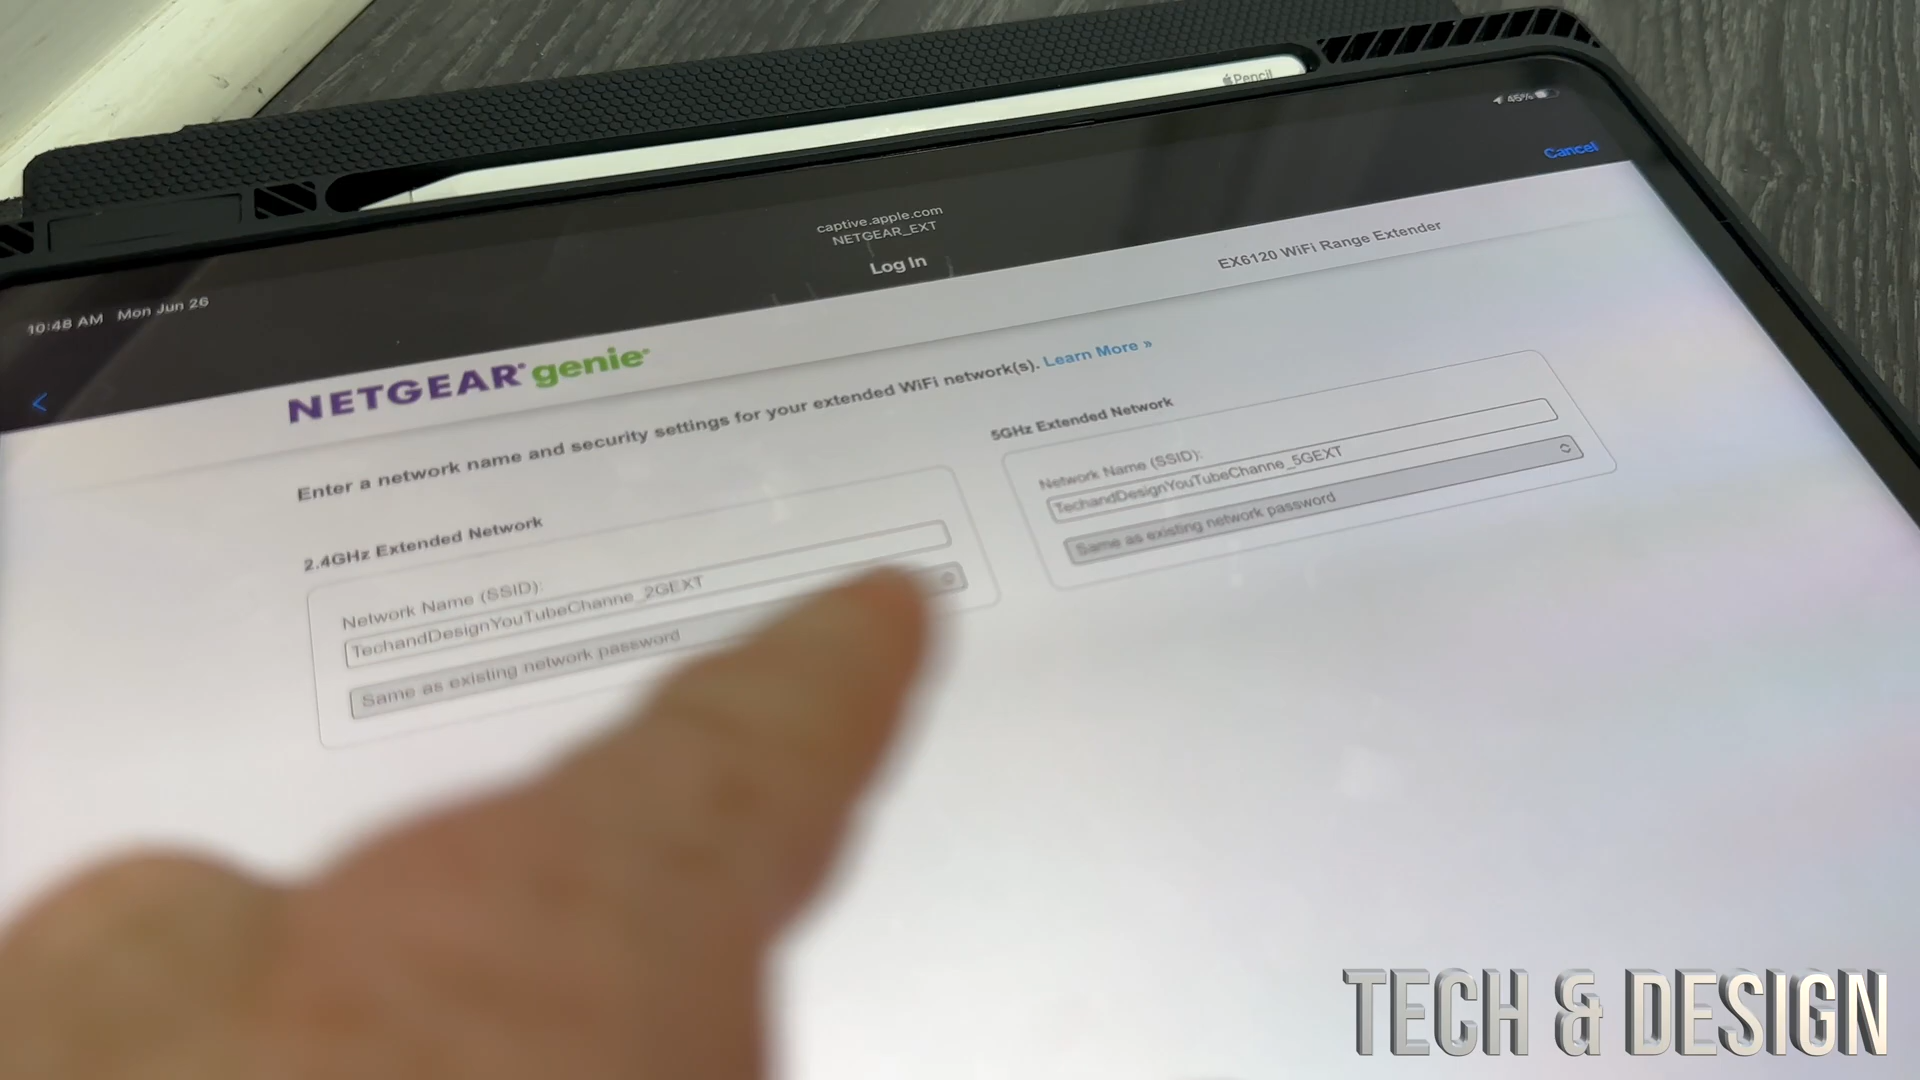 Pencil
45%
Cancel
captive.apple.com
NETGEAR_EXT
Log In
10:48 AM Mon Jun 26
EX6120 WiFi Range Extender
NETGEAR genie
Enter a network name and security settings for your extended WiFi network(s). Learn More »
2.4GHz Extended Network
Network Name (SSID):
TechandDesignYouTubeChanne_2GEXT
Same as existing network password
5GHz Extended Network
Network Name (SSID):
TechandDesignYouTubeChanne_5GEXT
Same as existing network password
TECH & DESIGN